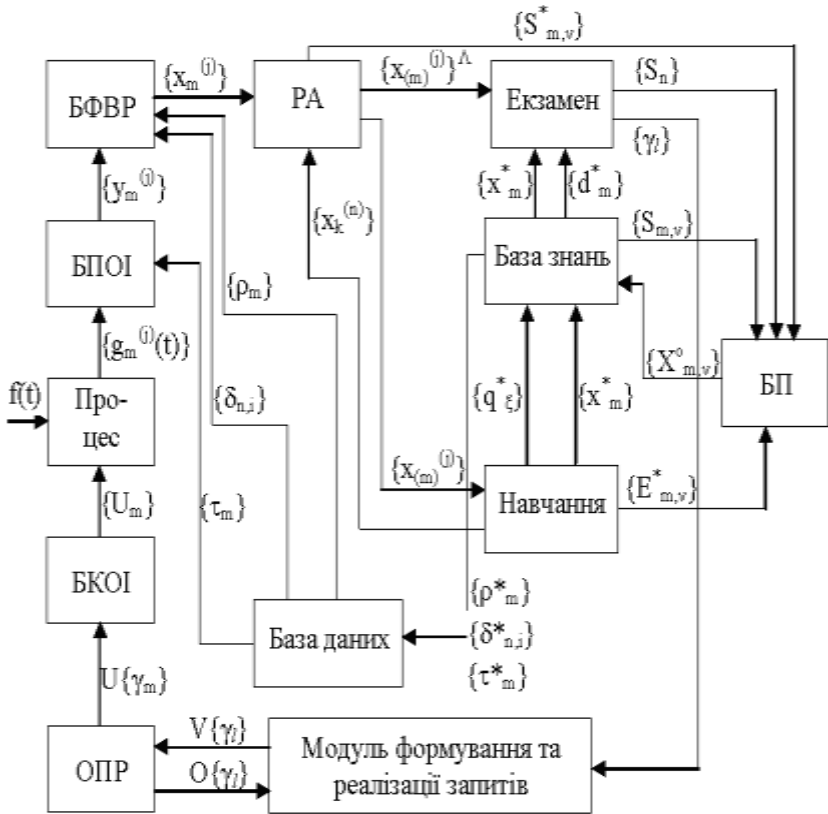 {S*m,v}
{xm(j)}
{x(m)(j)}Λ
{Sn}
БФВР
РА
Екзамен
{γl}
{ym(j)}
{xk(n)}
{x*m}
{d*m}
{Sm,v}
БПОІ
База знань
{ρm}
{gm(j)(t)}
{X°m,v}
БП
f(t)
Про-
цес
{δn,i}
{q*ξ}
{x*m}
{x(m)(j)}
{E*m,v}
{Um}
{τm}
Навчання
БКОІ
{ρ*m}
База даних
{δ*n,i}
{τ*m}
U{γm}
V{γl}
Модуль формування та
реалізації запитів
ОПР
O{γl}